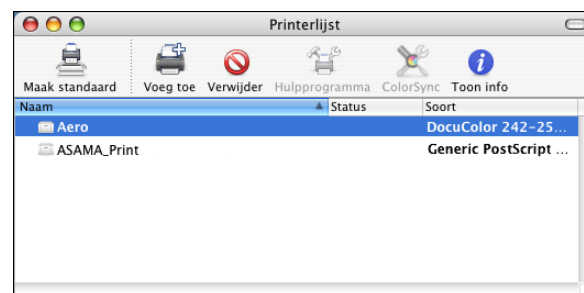 Printerlijst
Maak standaard Voeg toe Verwijder Hulpprogramma ColorSync Toon info
Naam Status Soort
Aero DocuColor 242-25...
ASAMA_Print Generic PostScript ...